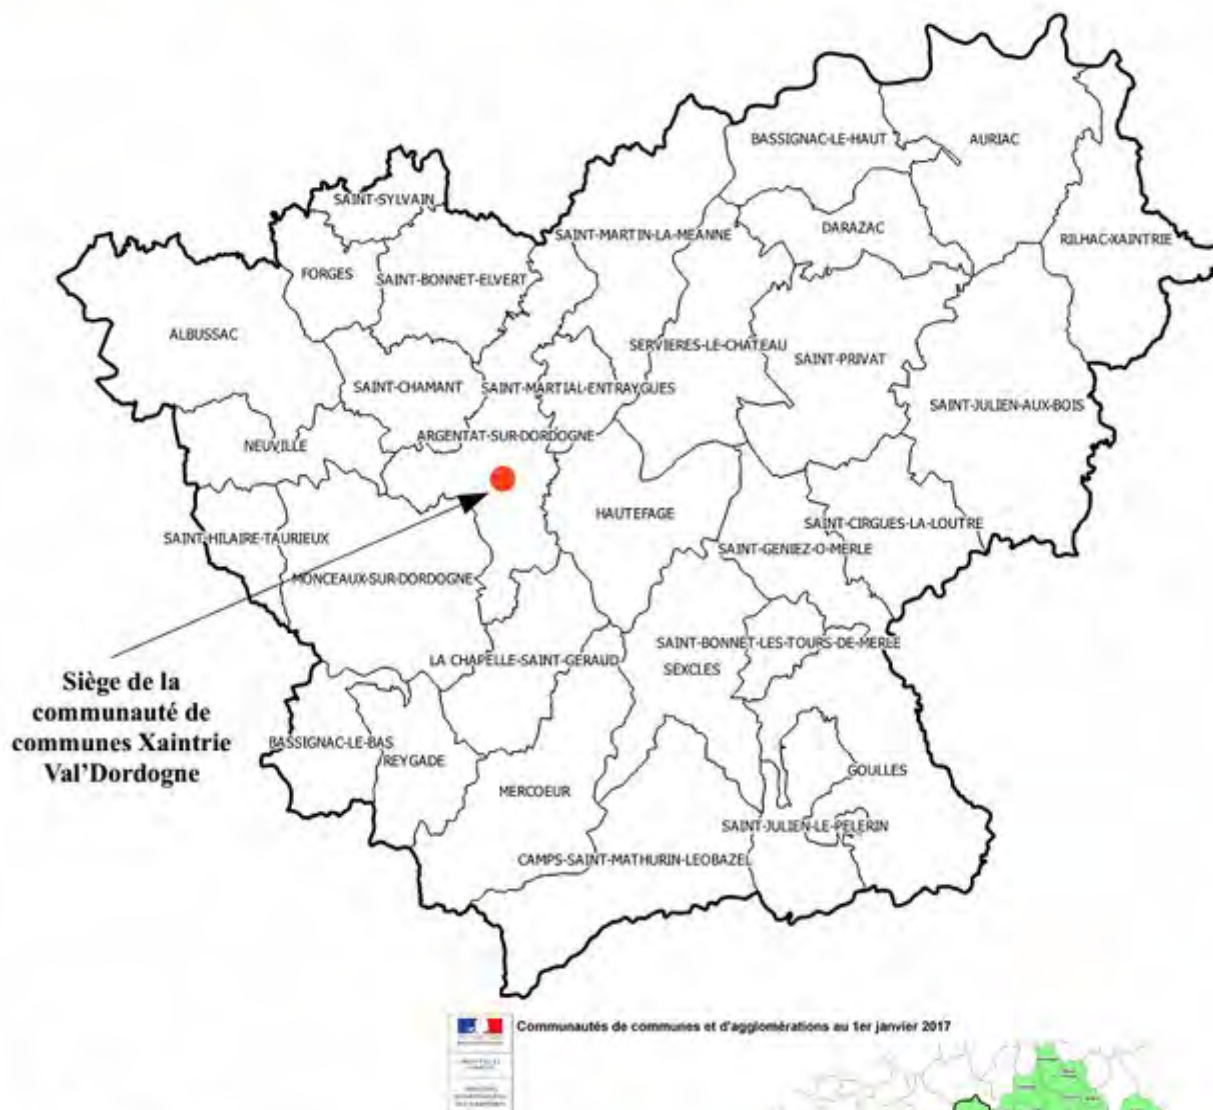 BASSIGNAC-LE-HAUT
AURIAC
SAINT-SYLVAIN
DARAZAC
SAINT-MARTIN-LA-MEANNE
RILHAC-XAINTRIE
FORGES
SAINT-BONNET-ELVERT
ALBUSSAC
SERVIERES-LE-CHATEAU
SAINT-PRIVAT
SAINT-CHAMANT
SAINT-MARTIAL-ENTRAYGUES
SAINT-JULIEN-AUX-BOIS
NEUVILLE
ARGENTAT-SUR-DORDOGNE
HAUTEFAGE
SAINT-CIRGUES-LA-LOUTRE
SAINT-HILAIRE-TAURIEUX
SAINT-GENIEZ-O-MERLE
MONCEAUX-SUR-DORDOGNE
SAINT-BONNET-LES-TOURS-DE-MERLE
LA CHAPELLE-SAINT-GERAUD
SEXCLES
Siège de la
communauté de
communes Xaintrie
Val'Dordogne
BASSIGNAC-LE-BAS
REYGADE
GOULLES
MERCOEUR
SAINT-JULIEN-LE-PELERIN
CAMPS-SAINT-MATHURIN-LEOBAZEL
Communautés de communes et d'agglomérations au 1er janvier 2017